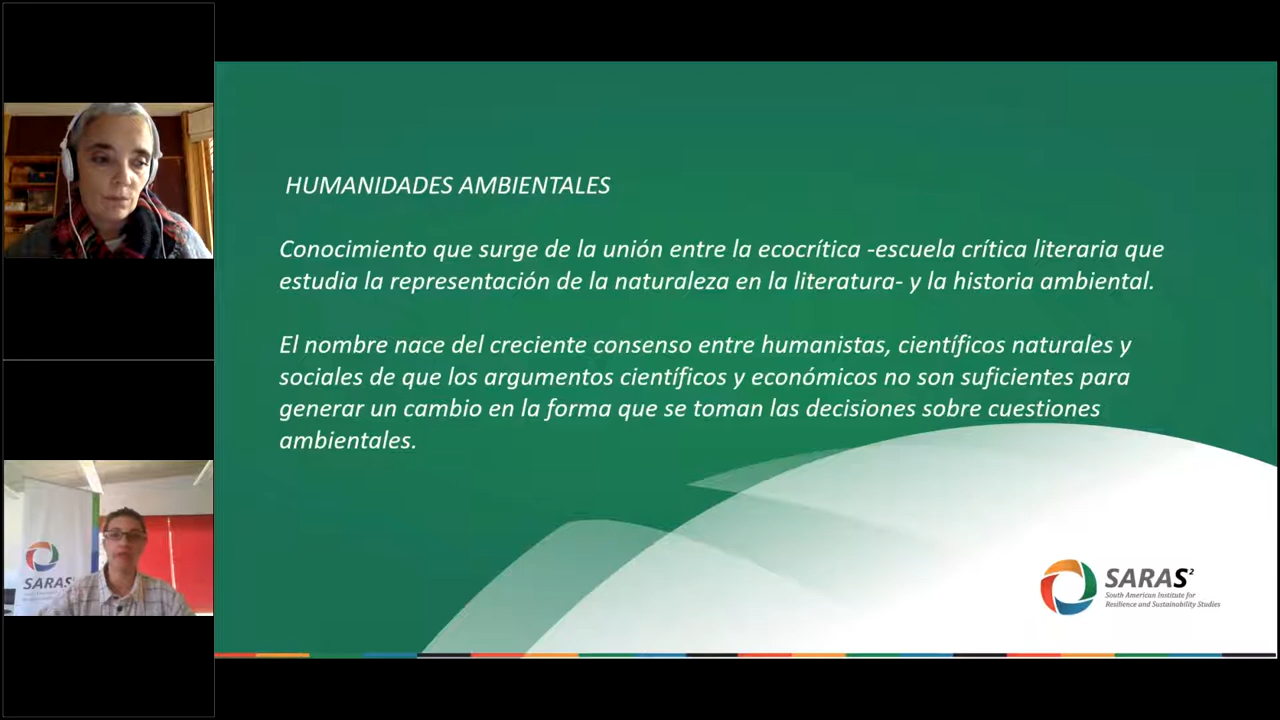 HUMANIDADES AMBIENTALES
Conocimiento que surge de la unión entre la ecocrítica -escuela crítica literaria que
estudia la representación de la naturaleza en la literatura- y la historia ambiental.
El nombre nace del creciente consenso entre humanistas, científicos naturales y
sociales de que los argumentos científicos y económicos no son suficientes para
generar un cambio en la forma que se toman las decisiones sobre cuestiones
ambientales.
SARAS²
South American Institute for
Resilience and Sustainability Studies
SARAS